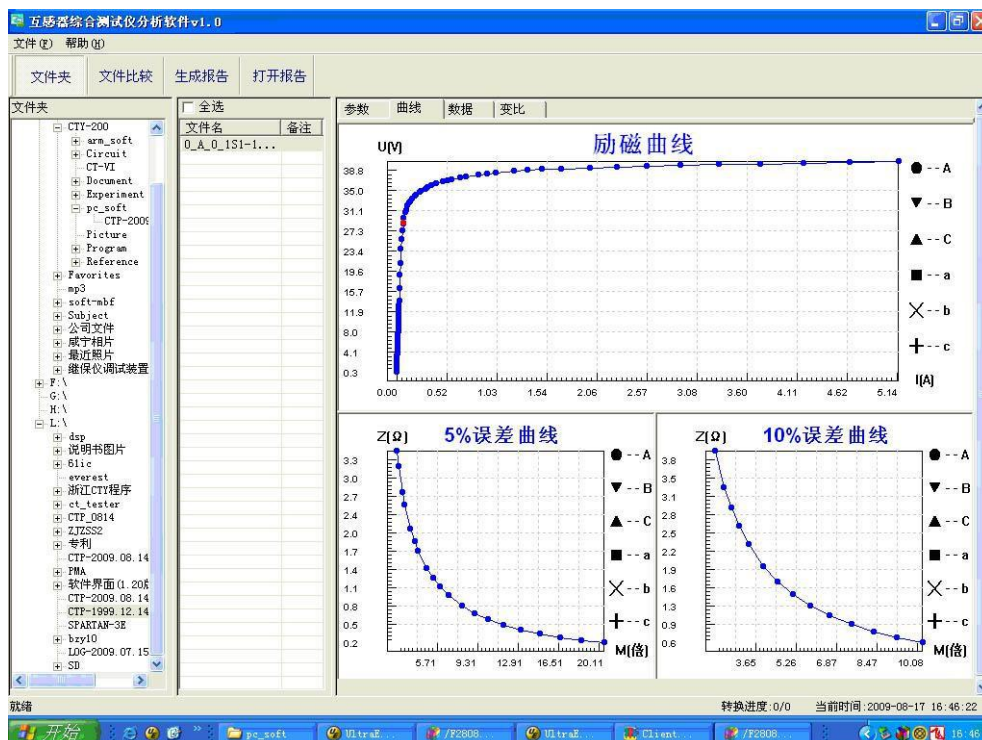 互感器综合测试仪分析软件v1.0
文件(F) 帮助(H)
文件夹 文件比较 生成报告 打开报告
文件夹
CTY-200
arm_soft
Circuit
CT-VI
Document
Experiment
pc_soft
CTP-2009
Picture
Program
Reference
Favorites
mp3
soft-mbf
Subject
公司文件
咸宁相片
最近照片
继保仪调试装置
F:\
G:\
H:\
L:\
dsp
说明书图片
6lic
everest
浙江CTY程序
ct_tester
CTP_0814
ZJZSS2
专利
CTP-2009.08.14
PMA
软件界面(1.20版
CTP-2009.08.14
CTP-1999.12.14
SPARTAN-3E
bzy10
LOG-2009.07.15
SD
全选
文件名 备注
0_A_0_1S1-1...
参数 曲线 数据 变比
励磁曲线
U(V)
38.8
35.0
31.1
27.3
23.4
19.6
15.7
11.9
8.0
4.1
0.3
0.00 0.52 1.03 1.54 2.06 2.57 3.08 3.60 4.11 4.62 5.14
I(A)
--A
--B
--C
--a
--b
--c
5%误差曲线
Z(Ω)
3.3
3.0
2.7
2.4
2.0
1.7
1.4
1.1
0.8
0.5
0.2
5.71 9.31 12.91 16.51 20.11
M(倍)
--A
--B
--C
--a
--b
--c
10%误差曲线
Z(Ω)
3.8
3.5
3.1
2.8
2.5
2.2
1.9
1.6
1.3
0.9
0.6
3.65 5.26 6.87 8.47 10.08
M(倍)
--A
--B
--C
--a
--b
--c
就绪
转换进度:0/0 当前时间:2009-08-17 16:46:22
开始 pc_soft UltraE... /F2808... UltraE... Client... /F2808... 16:46